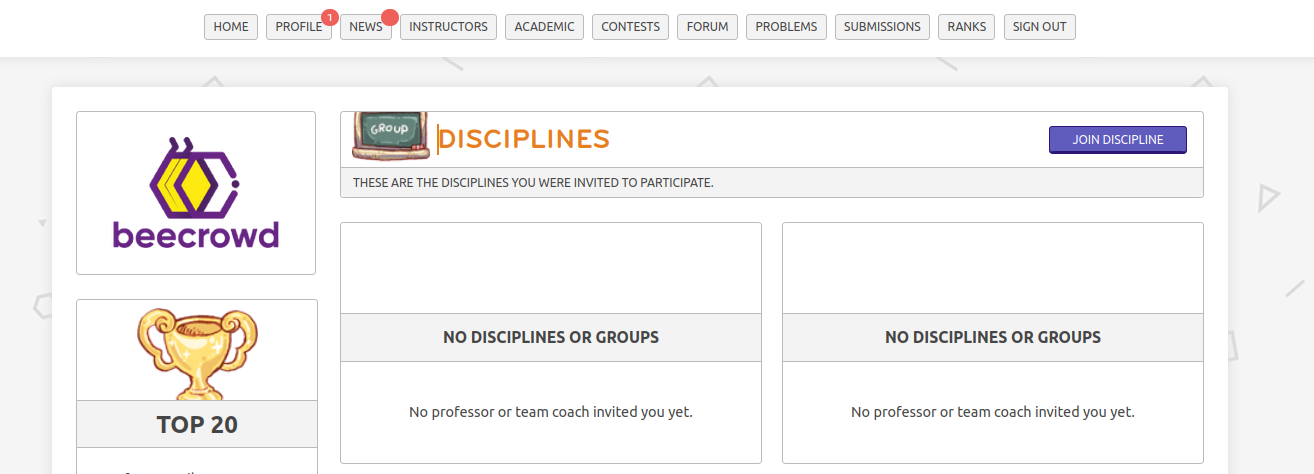 HOME PROFILE 1 NEWS INSTRUCTORS ACADEMIC CONTESTS FORUM PROBLEMS SUBMISSIONS RANKS SIGN OUT
beecrowd
GROUP
DISCIPLINES
JOIN DISCIPLINE
THESE ARE THE DISCIPLINES YOU WERE INVITED TO PARTICIPATE.
NO DISCIPLINES OR GROUPS
No professor or team coach invited you yet.
NO DISCIPLINES OR GROUPS
No professor or team coach invited you yet.
TOP 20